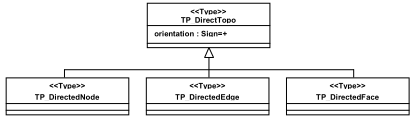 <<Type>>
TP_DirectTopo
orientation : Sign=+
<<Type>>
TP_DirectedNode
<<Type>>
TP_DirectedEdge
<<Type>>
TP_DirectedFace